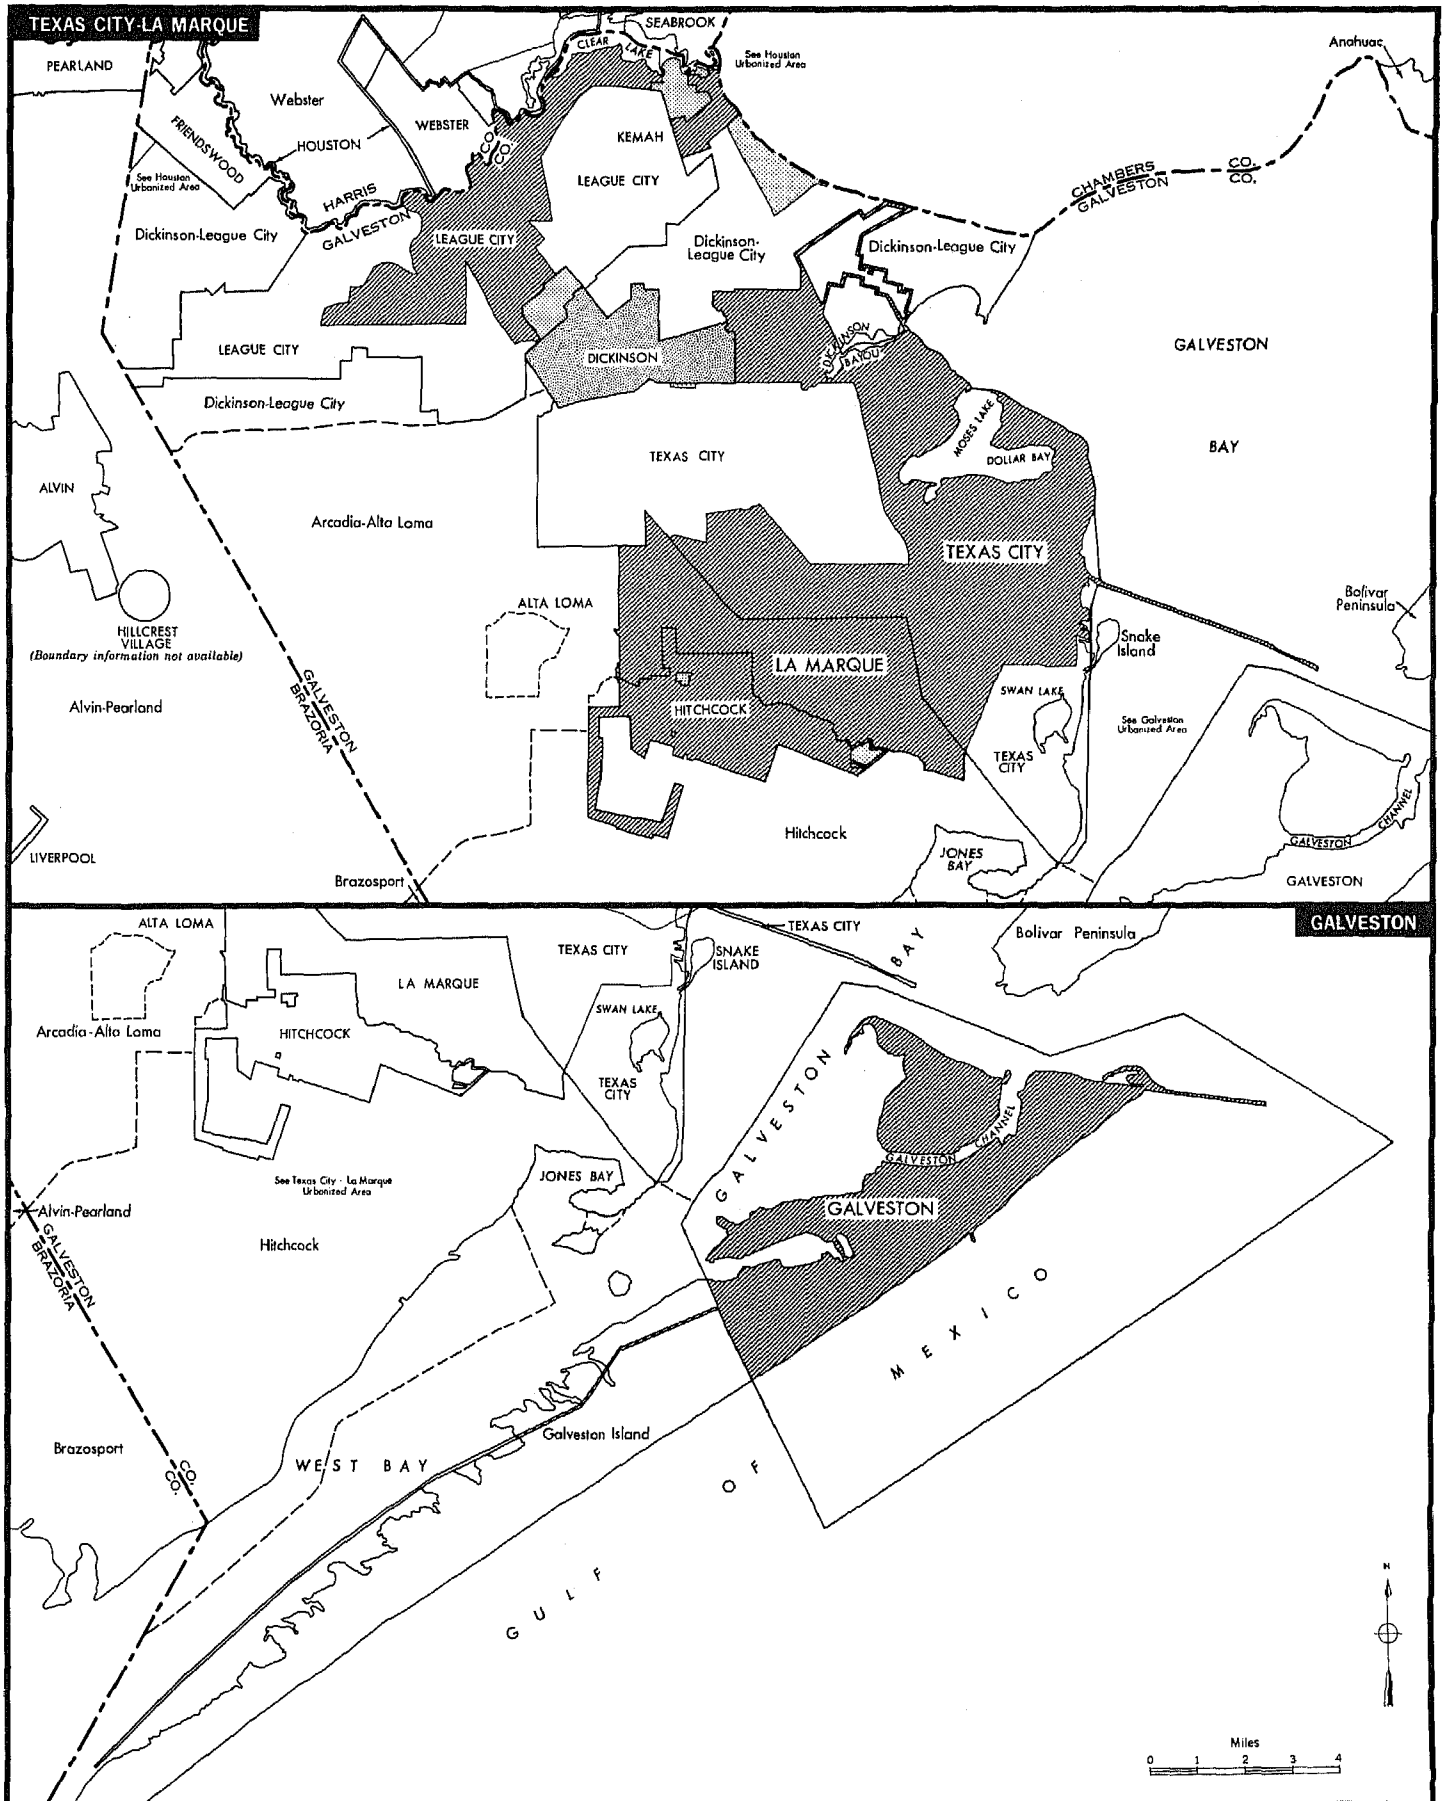 TEXAS CITY-LA MARQUE
SEABROOK
PEARLAND
CLEAR
LAKE
See Houston
Urbanized Area
Anahuac
Webster
FRIENDSWOOD
HOUSTON
WEBSTER
CO.
CO.
KEMAH
LEAGUE CITY
See Houston
Urbanized Area
HARRIS
GALVESTON
CHAMBERS
GALVESTON
CO.
CO.
Dickinson-League City
LEAGUE CITY
Dickinson-
League City
Dickinson-League City
LEAGUE CITY
DICKINSON
DICKINSON
BAYOU
GALVESTON
Dickinson-League City
MOSES LAKE
DOLLAR BAY
BAY
TEXAS CITY
ALVIN
Arcadia-Alta Loma
TEXAS CITY
ALTA LOMA
Bolivar
Peninsula
HILLCREST
VILLAGE
(Boundary information not available)
Snake
Island
LA MARQUE
GALVESTON
BRAZORIA
Alvin-Pearland
HITCHCOCK
SWAN LAKE
See Galveston
Urbanized Area
TEXAS
CITY
Hitchcock
GALVESTON
CHANNEL
LIVERPOOL
JONES
BAY
Brazosport
GALVESTON
GALVESTON
ALTA LOMA
TEXAS CITY
TEXAS CITY
BAY
Bolivar Peninsula
SNAKE
ISLAND
LA MARQUE
SWAN LAKE
Arcadia-Alta Loma
HITCHCOCK
GALVESTON
TEXAS
CITY
CHANNEL
GALVESTON
See Texas City - La Marque
Urbanized Area
JONES BAY
Alvin-Pearland
GALVESTON
Hitchcock
GALVESTON
BRAZORIA
MEXICO
Galveston Island
Brazosport
CO.
CO.
WEST BAY
OF
GULF
N
Miles
0 1 2 3 4